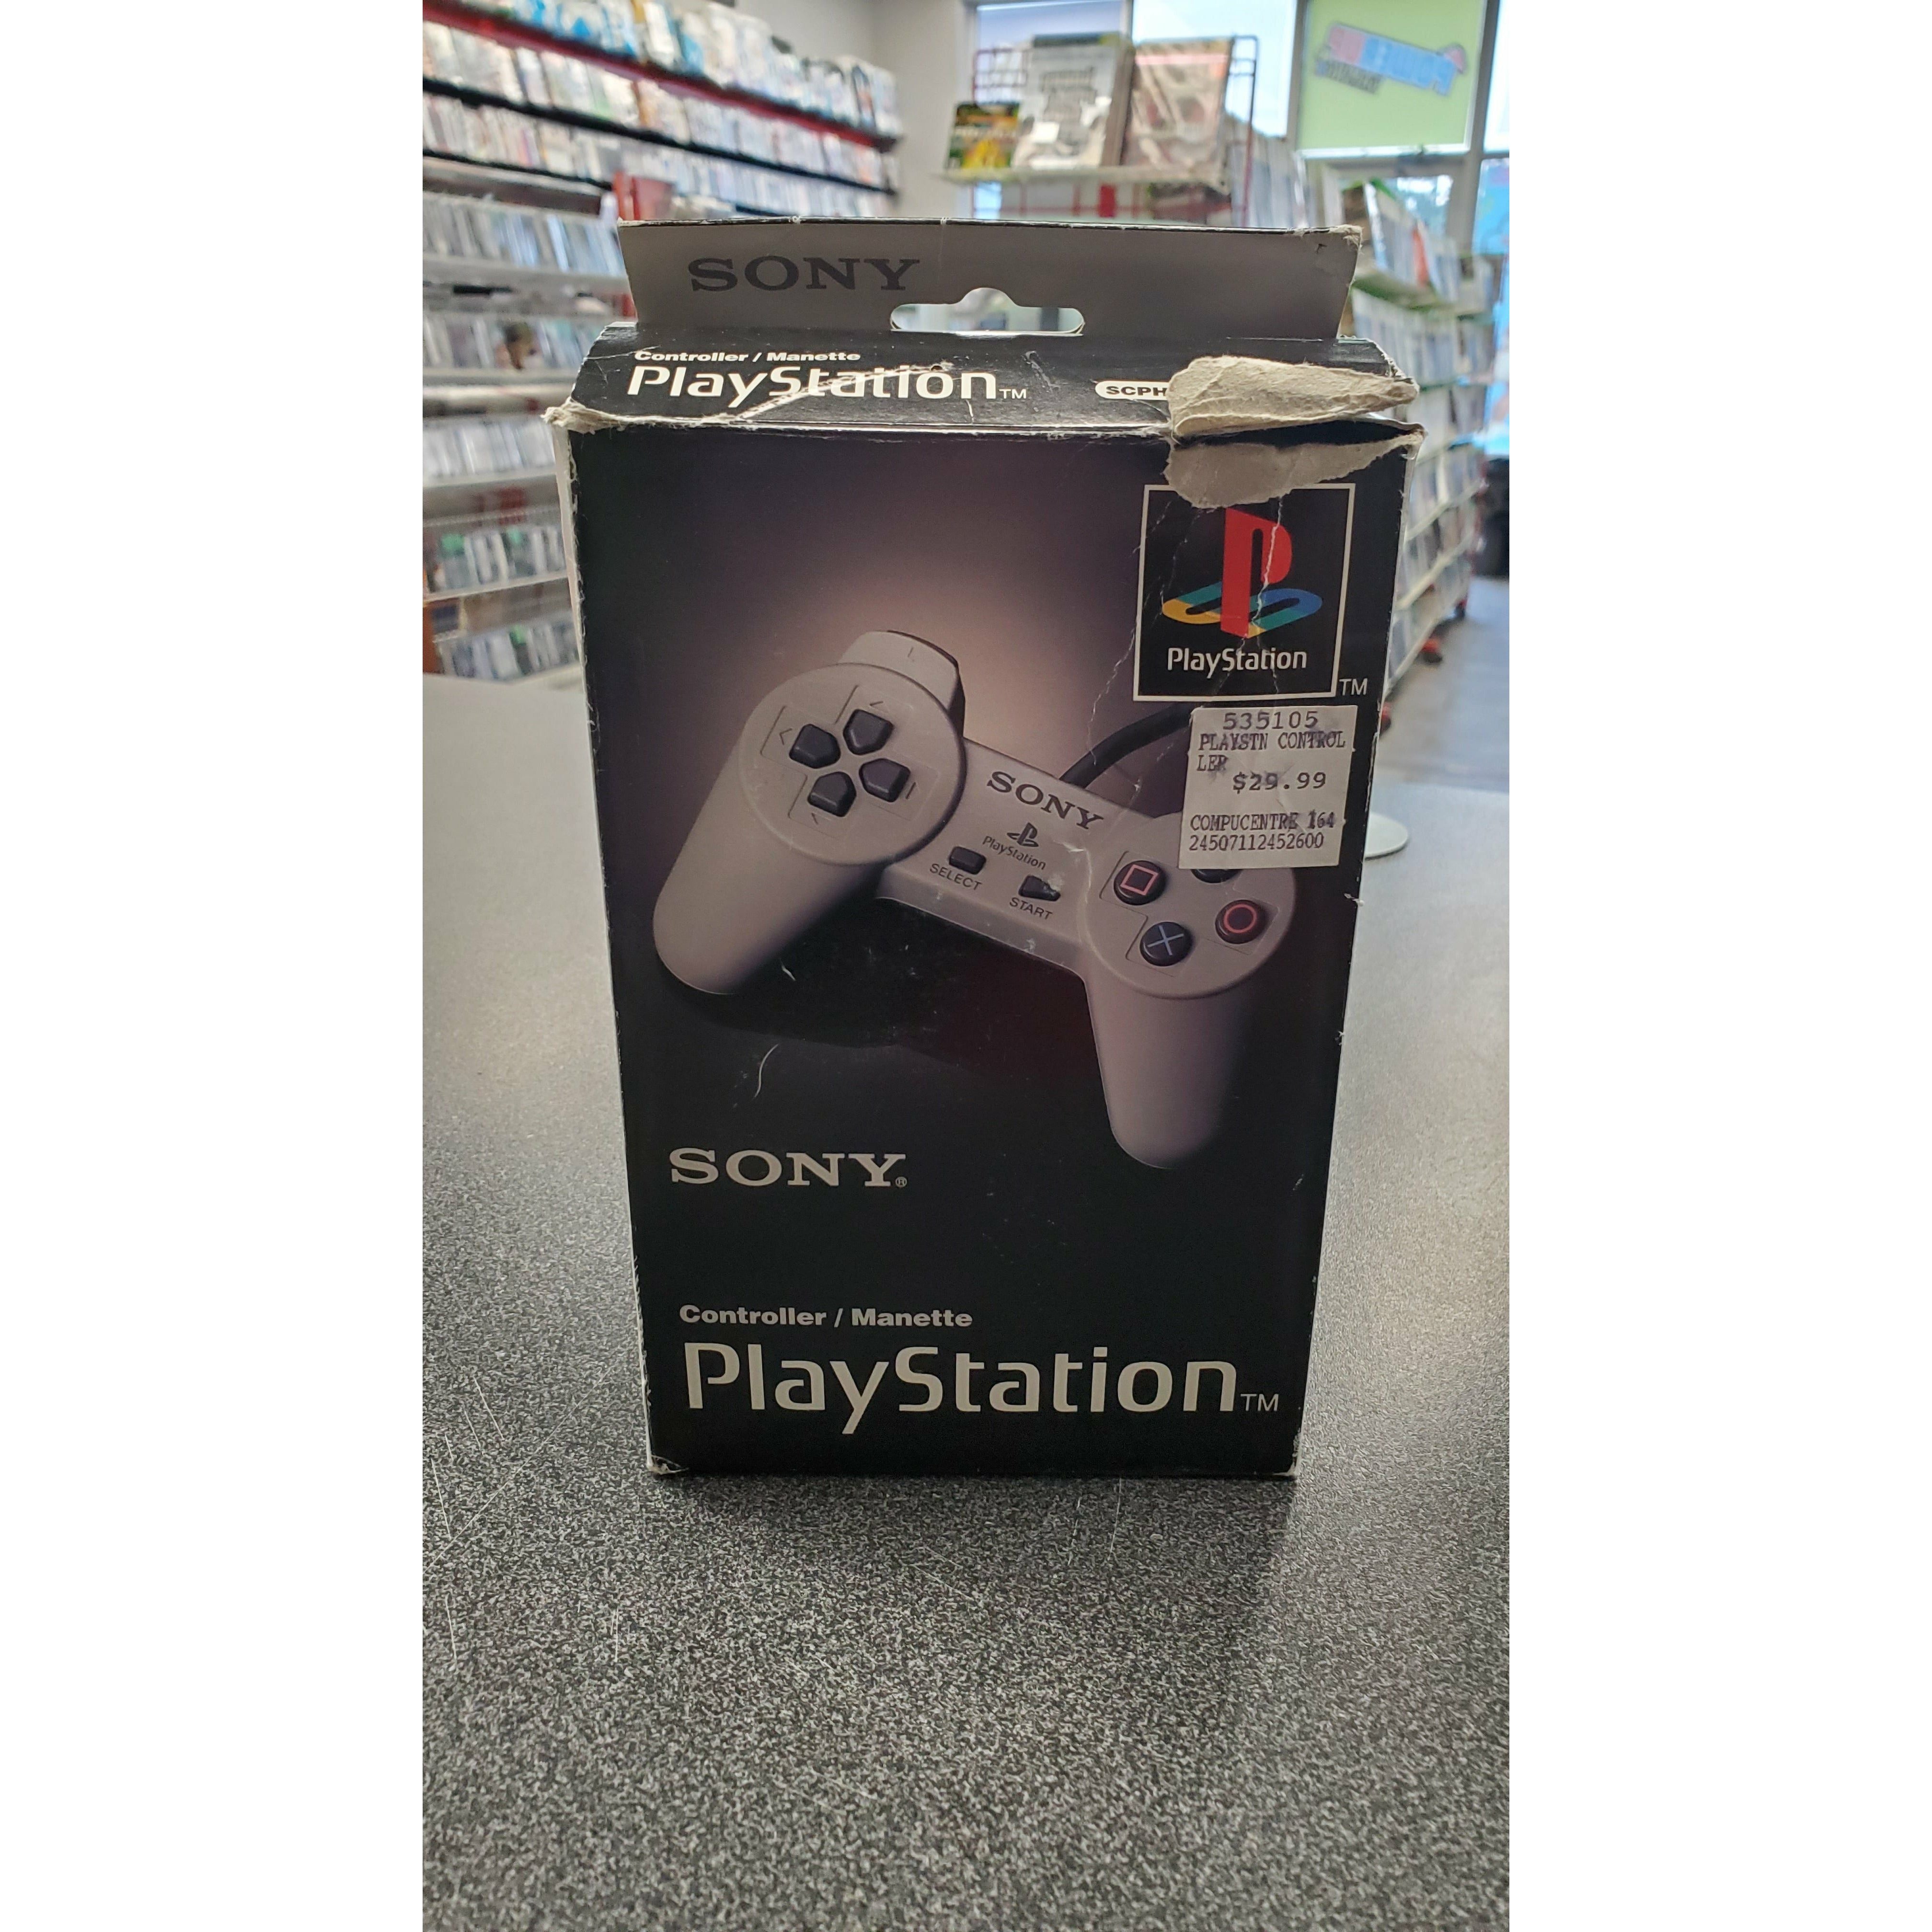 SONY
Controller / Manette
PlayStation™
SCPH
PlayStation
TM
535105
PLAYSTN CONTROL
LER
$29.99
COMPUCENTRE 164
24507112452600
SONY
PlayStation
SELECT
START
SONY®
Controller / Manette
PlayStation™